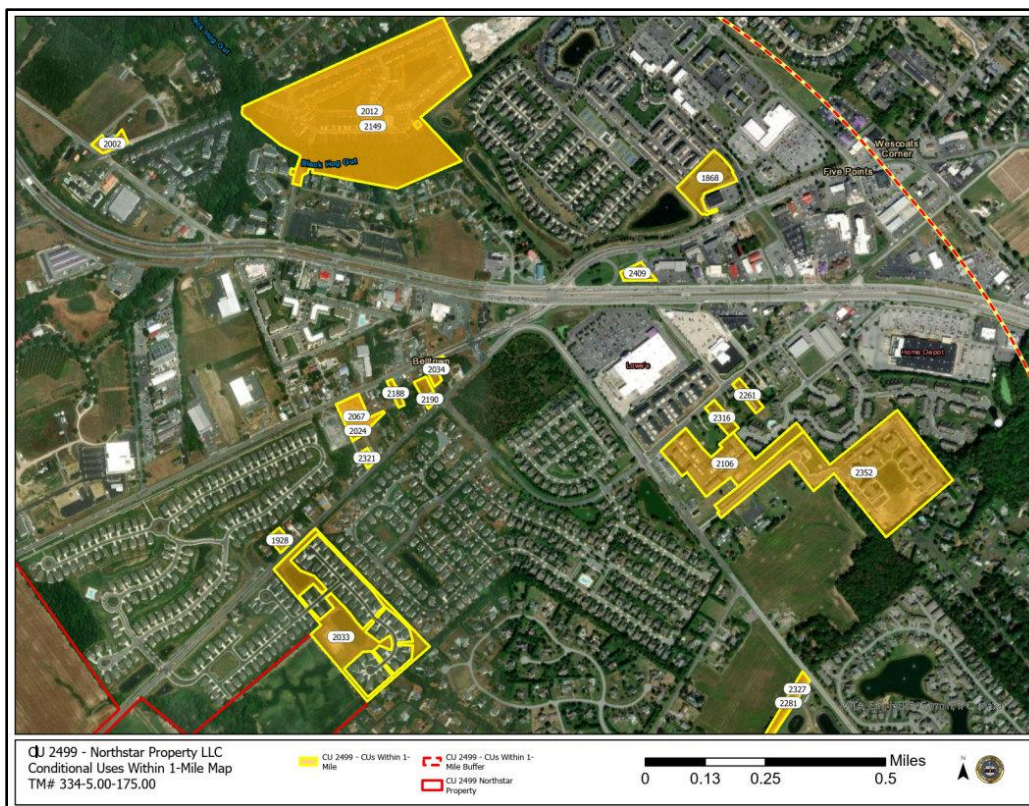 Black Hog Gut
2012
2149
2002
Black Hog Gut
1868
Wescoats
Corner
Five Points
2409
Belltown
2034
2188
2190
Lowe's
Home Depot
2067
2024
2321
2261
2316
2106
2352
1928
2033
2327
2281
CU 2499 - Northstar Property LLC
Conditional Uses Within 1-Mile Map
TM# 334-5.00-175.00
CU 2499 - CUs Within 1-
Mile
CU 2499 - CUs Within 1-
Mile Buffer
CU 2499 Northstar
Property
Miles
0 0.13 0.25 0.5
N